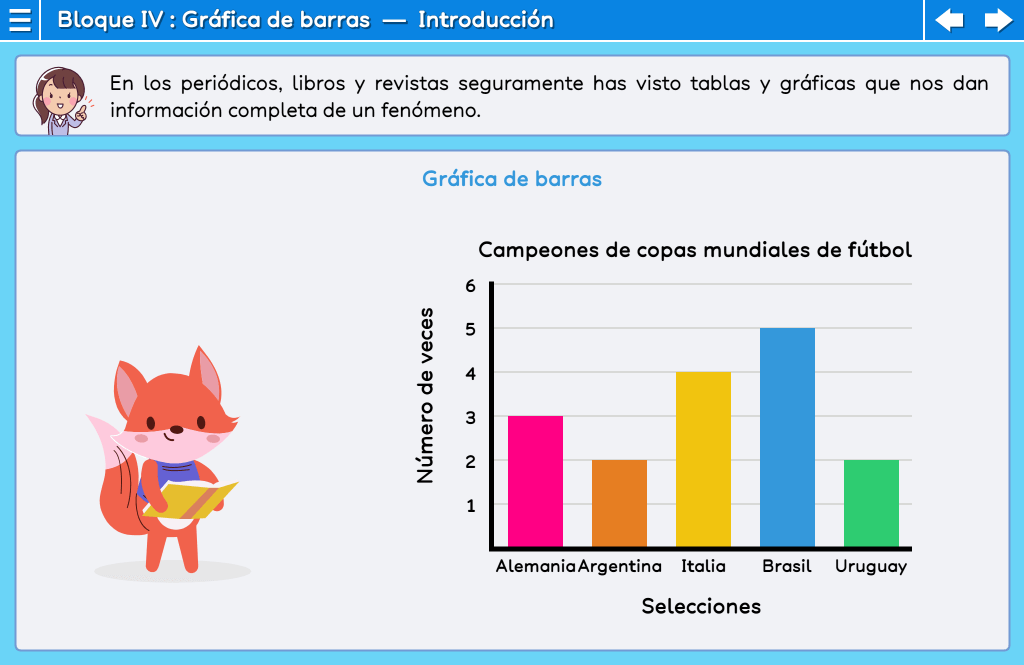 Bloque IV : Gráfica de barras — Introducción
En los periódicos, libros y revistas seguramente has visto tablas y gráficas que nos dan
información completa de un fenómeno.
Gráfica de barras
Campeones de copas mundiales de fútbol
Número de veces
6
5
4
3
2
1
Alemania Argentina Italia Brasil Uruguay
Selecciones